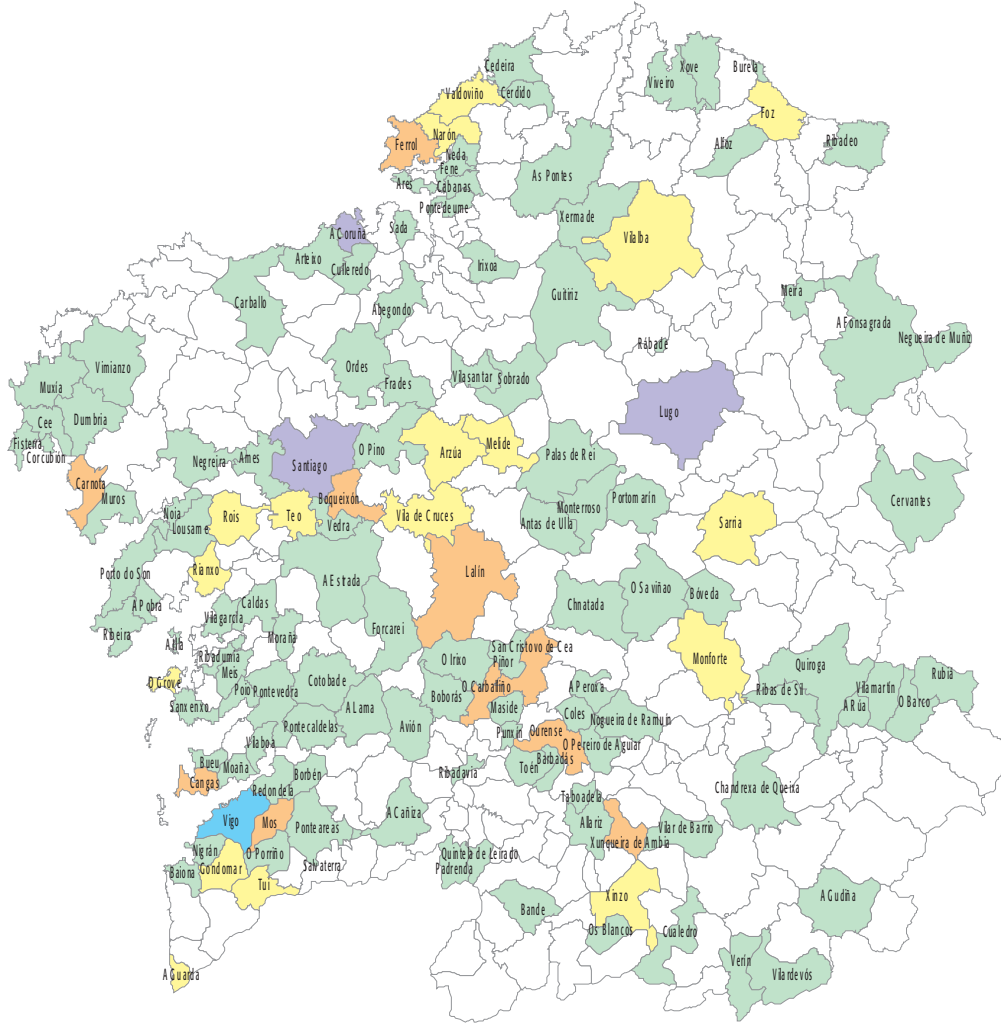 Cedeira
Xove
Burela
Viveiro
Valdoviño
Cerdido
Foz
Narón
Ferrol
Alfoz
Ribadeo
Neda
Fene
As Pontes
Ares
Cabanas
Pontedeume
Xermade
Sada
A Coruña
Vilalba
Arteixo
Culleredo
Irixoa
Guitiriz
Meira
Carballo
Abegondo
A Fonsagrada
Negueira de Muñiz
Rábade
Vimianzo
Ordes
Vilasantar
Sobrado
Muxía
Frades
Lugo
Dumbria
Cee
Fisterra
Corcubión
Melide
O Pino
Arzúa
Palas de Rei
Ames
Negreira
Santiago
Carnota
Muros
Boqueixón
Portomarin
Cervantes
Monterroso
Noia
Rois
Teo
Vila de Cruces
Antas de Ulla
Sarria
Lousame
Vedra
Rianxo
Lalín
Porto do Son
A Estrada
O Saviñao
Bóveda
A Pobra
Caldas
Chnatada
Vilagarcía
Ribeira
Moraña
Forcarei
A Illa
San Cristovo de Cea
Ribadumia
O Irixo
Piñor
Monforte
Meis
Quiroga
Rubiá
O Grove
Cotobade
O Carballiño
A Peroxa
Ribas de Sil
Vilamartín
Poio
Pontevedra
Boborás
Sanxenxo
A Lama
Maside
Coles
A Rúa
O Barco
Nogueira de Ramuín
Pontecaldelas
Avión
Punxín
Ourense
Vilaboa
O Pereiro de Aguiar
Bueu
Moaña
Barbadás
Borbén
Ribadavia
Toén
Cangas
Redondela
Chandrexa de Queixa
Taboadela
Vigo
Mos
Ponteareas
A Cañiza
Allariz
Vilar de Barrio
Xunqueira de Ambía
Nigrán
O Porriño
Quintela de Leirado
Salvaterra
Padrenda
Baiona
Gondomar
Tui
Xinzo
A Gudiña
Bande
Os Blancos
Cualedro
Verín
Vilardevós
A Guarda